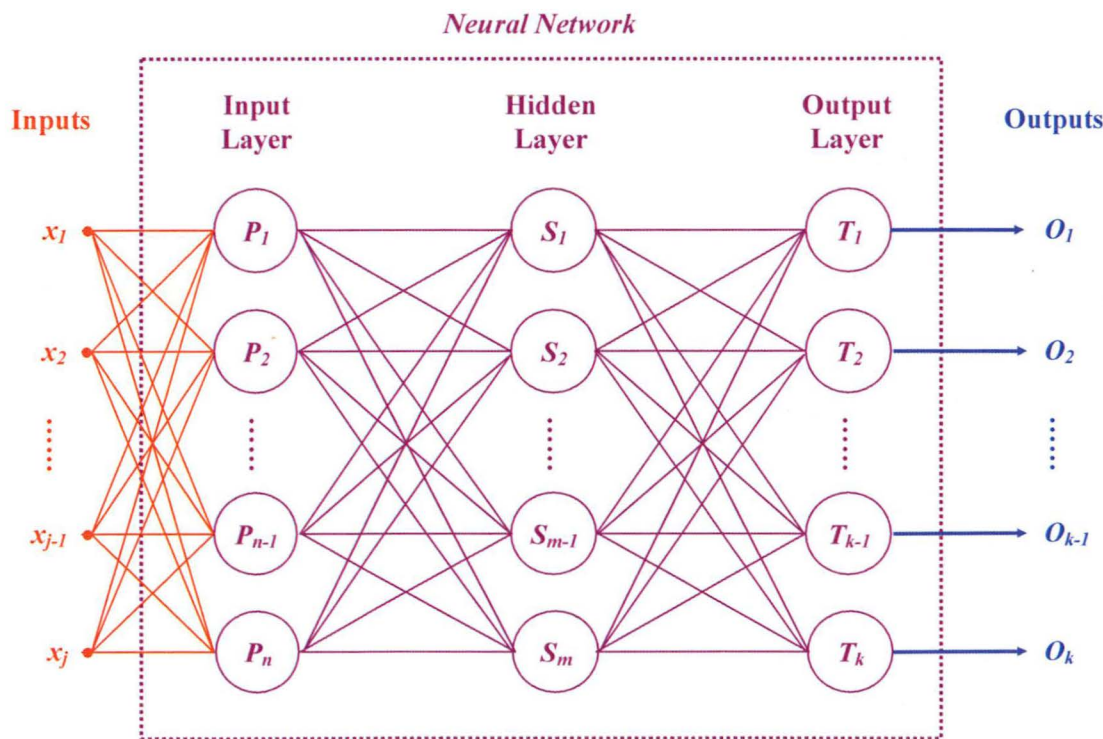 Neural Network
Inputs
Input
Layer
Hidden
Layer
Output
Layer
Outputs
x1 P1 S1 T1 O1
x2 P2 S2 T2 O2
xj-1 Pn-1 Sm-1 Tk-1 Ok-1
xj Pn Sm Tk Ok